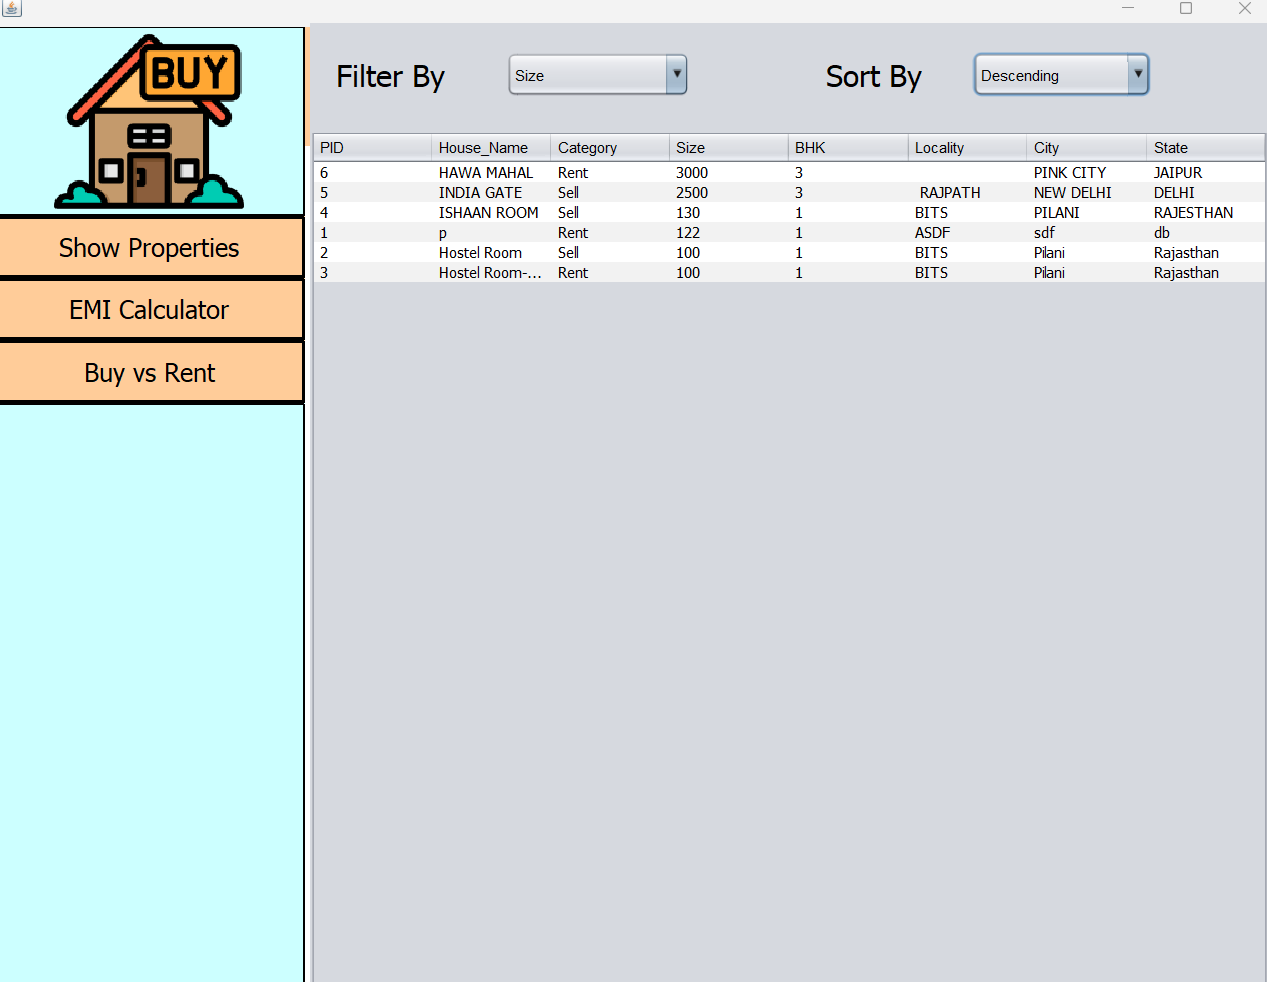 BUY
Filter By Size Sort By Descending
Show Properties
EMI Calculator
Buy vs Rent
PID House_Name Category Size BHK Locality City State
6 HAWA MAHAL Rent 3000 3 PINK CITY JAIPUR
5 INDIA GATE Sell 2500 3 RAJPATH NEW DELHI DELHI
4 ISHAAN ROOM Sell 130 1 BITS PILANI RAJESTHAN
1 p Rent 122 1 ASDF sdf db
2 Hostel Room Sell 100 1 BITS Pilani Rajasthan
3 Hostel Room-... Rent 100 1 BITS Pilani Rajasthan